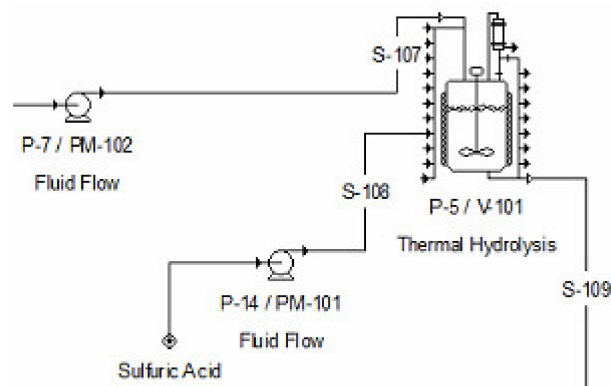 S-107
P-7 / PM-102
Fluid Flow
S-108
P-5 / V-101
Thermal Hydrolysis
S-109
P-14 / PM-101
Fluid Flow
Sulfuric Acid